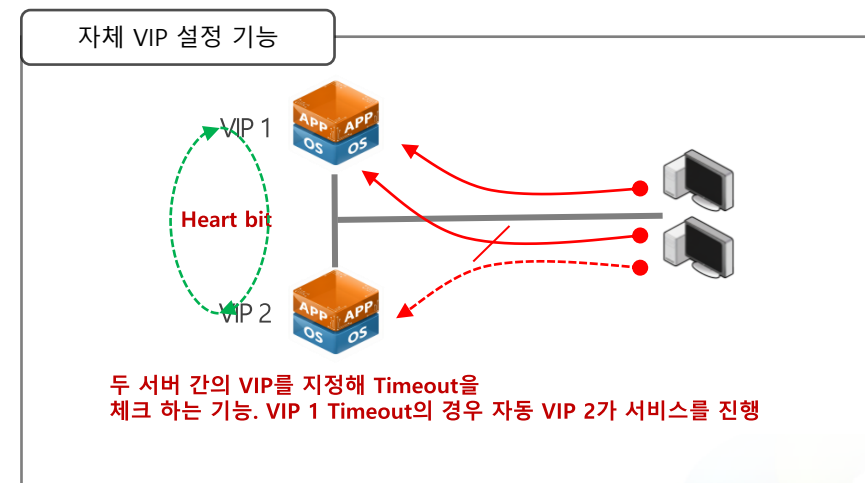 자체 VIP 설정 기능
VIP 1
APP APP
OS OS
Heart bit
VIP 2
APP APP
OS OS
두 서버 간의 VIP를 지정해 Timeout을
체크 하는 기능. VIP 1 Timeout의 경우 자동 VIP 2가 서비스를 진행